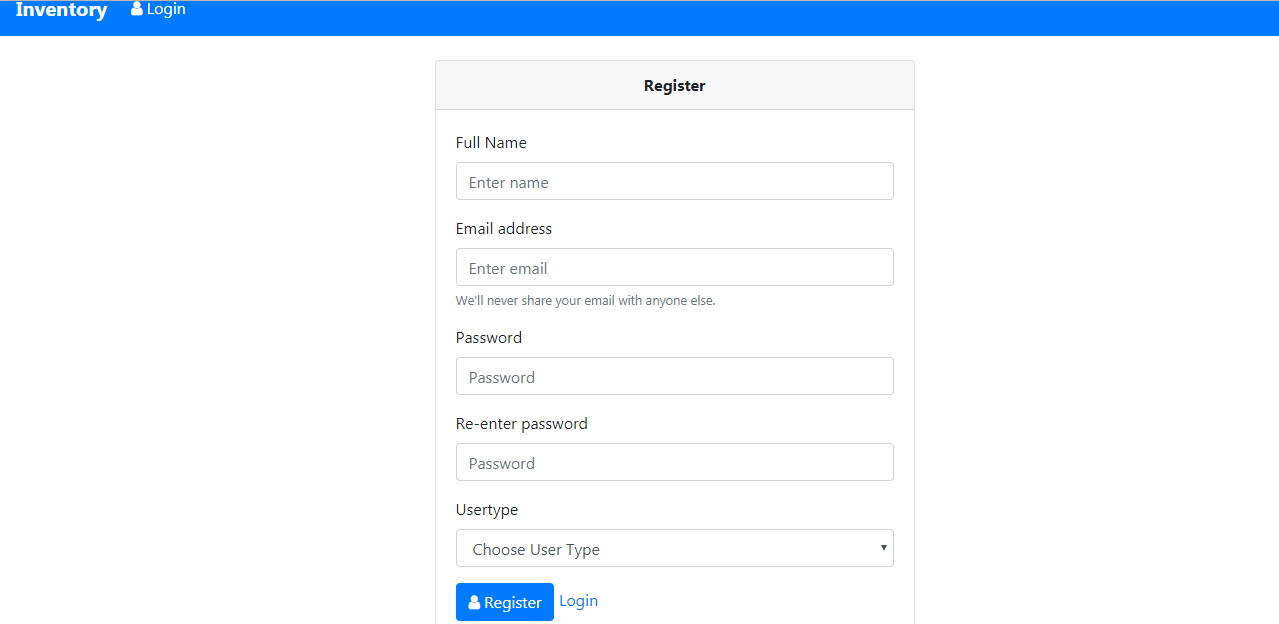 Inventory Login
Register
Full Name
Enter name
Email address
Enter email
We'll never share your email with anyone else.
Password
Password
Re-enter password
Password
Usertype
Choose User Type
Register Login